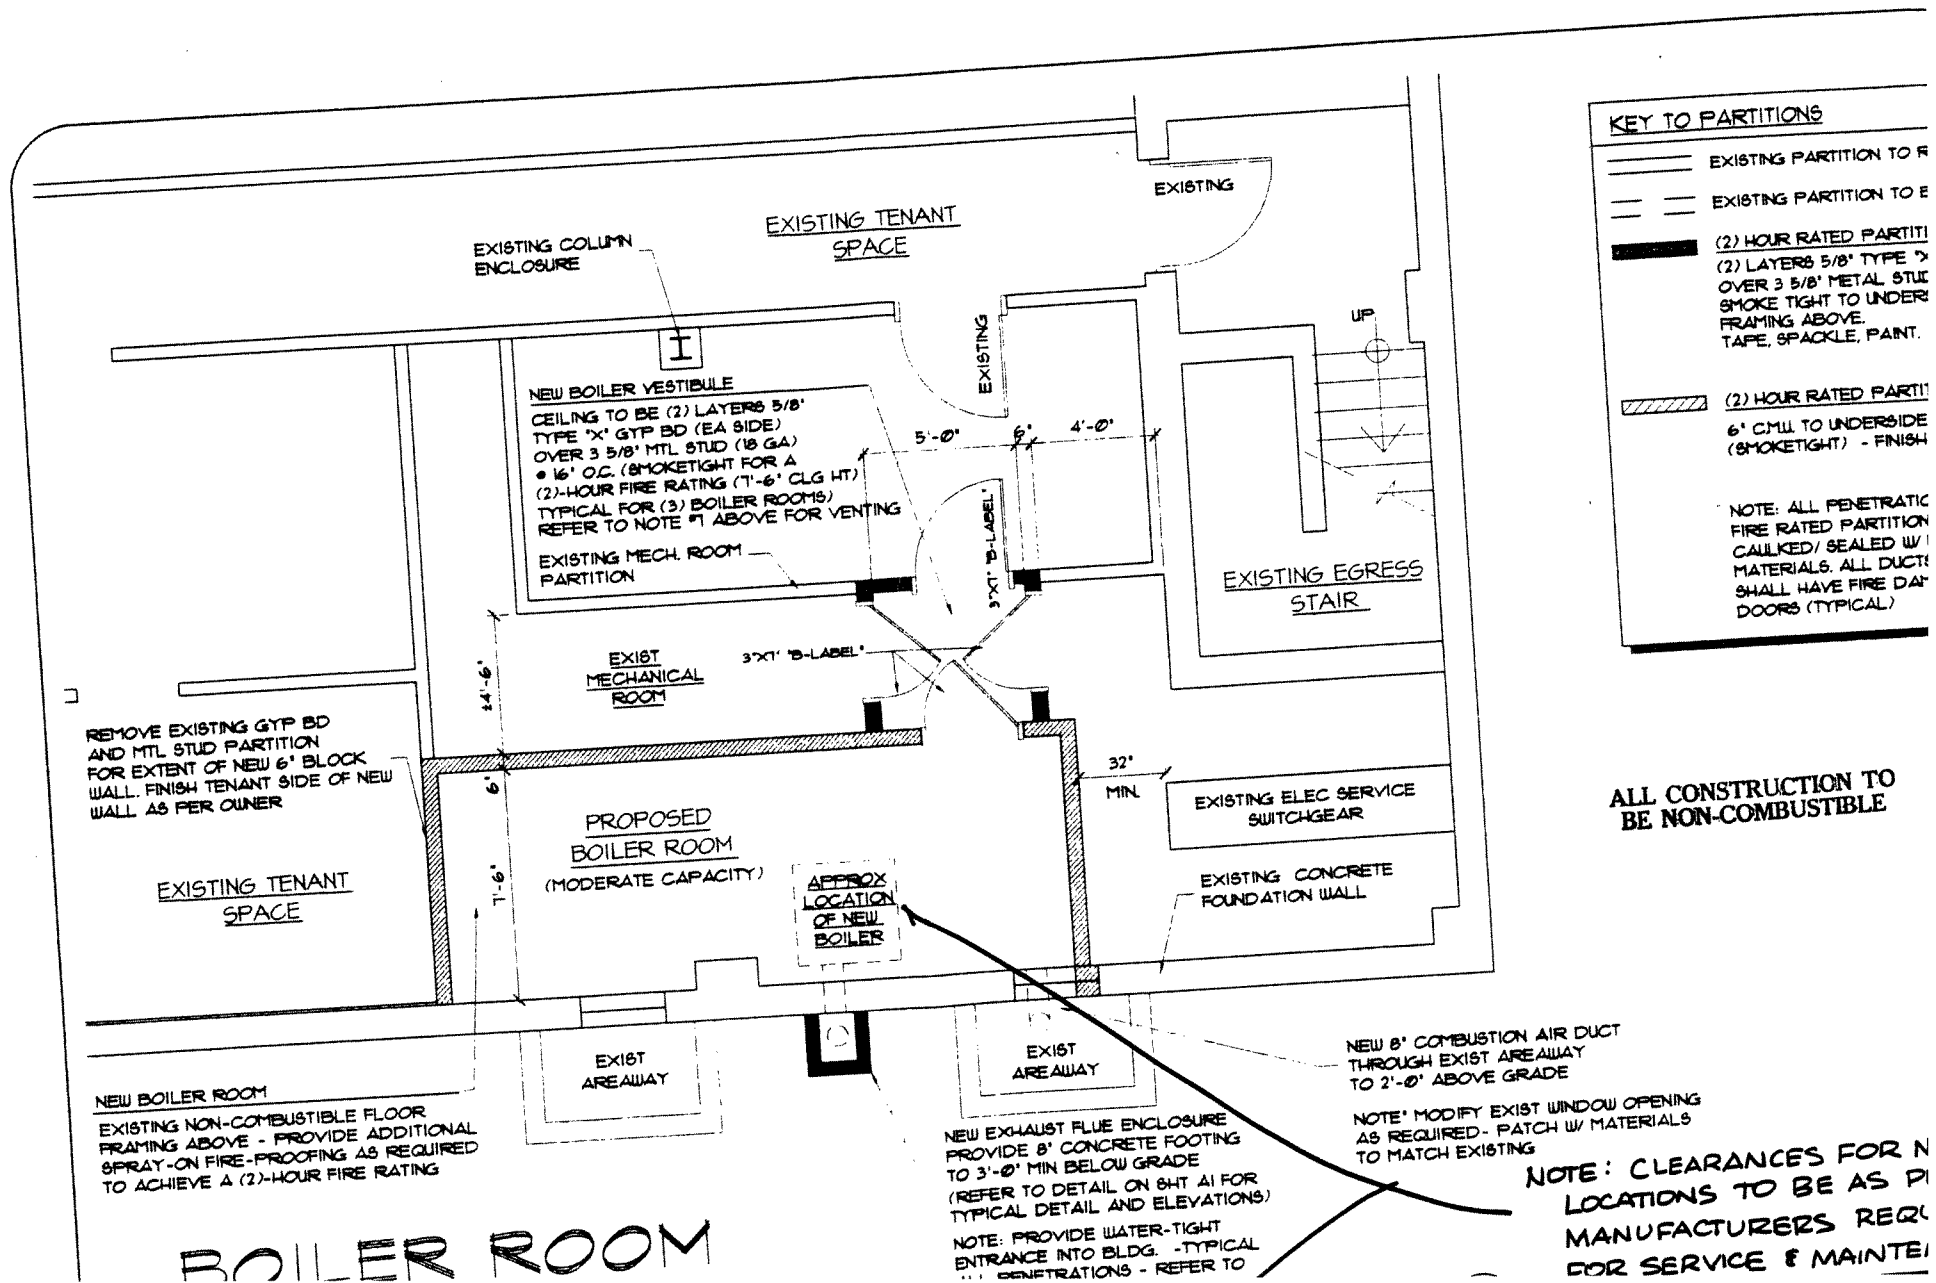 KEY TO PARTITIONS
EXISTING PARTITION TO
EXISTING PARTITION TO
(2) HOUR RATED PARTITI
(2) LAYERS 5/8" TYPE "X
OVER 3 5/8" METAL STUD
SMOKE TIGHT TO UNDERS
FRAMING ABOVE.
TAPE, SPACKLE, PAINT.
(2) HOUR RATED PARTIT
6" C.M.U. TO UNDERSIDE
(SMOKETIGHT) - FINISH
NOTE: ALL PENETRATIO
FIRE RATED PARTITION
CAULKED/ SEALED W/
MATERIALS. ALL DUCTS
SHALL HAVE FIRE DAM
DOORS (TYPICAL)
EXISTING
EXISTING TENANT
SPACE
EXISTING COLUMN
ENCLOSURE
UP
EXISTING
NEW BOILER VESTIBULE
CEILING TO BE (2) LAYERS 5/8"
TYPE "X" GYP BD (EA SIDE)
OVER 3 5/8" MTL STUD (18 GA)
@ 16" O.C. (SMOKETIGHT FOR A
(2)-HOUR FIRE RATING (7'-6" CLG HT)
TYPICAL FOR (3) BOILER ROOMS)
REFER TO NOTE #7 ABOVE FOR VENTING
5'-0"
6"
4'-0"
EXISTING MECH. ROOM
PARTITION
3'X7' "B-LABEL"
EXISTING EGRESS
STAIR
EXIST
MECHANICAL
ROOM
3'X7' "B-LABEL"
±4'-6"
REMOVE EXISTING GYP BD
AND MTL STUD PARTITION
FOR EXTENT OF NEW 6" BLOCK
WALL. FINISH TENANT SIDE OF NEW
WALL AS PER OWNER
6"
7'-6"
32"
MIN.
EXISTING ELEC SERVICE
SWITCHGEAR
ALL CONSTRUCTION TO
BE NON-COMBUSTIBLE
PROPOSED
BOILER ROOM
(MODERATE CAPACITY)
APPROX
LOCATION
OF NEW
BOILER
EXISTING CONCRETE
FOUNDATION WALL
EXISTING TENANT
SPACE
EXIST
AREAWAY
EXIST
AREAWAY
NEW 8" COMBUSTION AIR DUCT
THROUGH EXIST AREAWAY
TO 2'-0" ABOVE GRADE
NOTE" MODIFY EXIST WINDOW OPENING
AS REQUIRED- PATCH W/ MATERIALS
TO MATCH EXISTING
NEW BOILER ROOM
EXISTING NON-COMBUSTIBLE FLOOR
FRAMING ABOVE - PROVIDE ADDITIONAL
SPRAY-ON FIRE-PROOFING AS REQUIRED
TO ACHIEVE A (2)-HOUR FIRE RATING
NEW EXHAUST FLUE ENCLOSURE
PROVIDE 8" CONCRETE FOOTING
TO 3'-0" MIN BELOW GRADE
(REFER TO DETAIL ON SHT A1 FOR
TYPICAL DETAIL AND ELEVATIONS)
NOTE: PROVIDE WATER-TIGHT
ENTRANCE INTO BLDG. -TYPICAL
ALL PENETRATIONS - REFER TO
NOTE: CLEARANCES FOR N
LOCATIONS TO BE AS P
MANUFACTURERS REQU
FOR SERVICE & MAINTE
BOILER ROOM